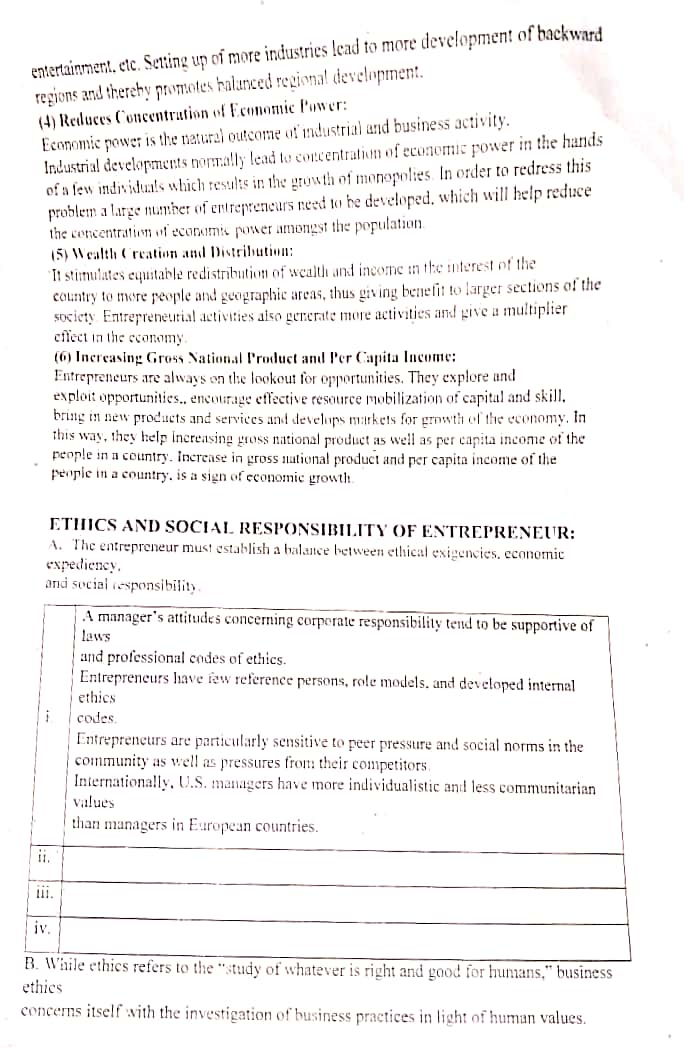 entertainment, etc. Setting up of more industries lead to more development of backward
regions and thereby promotes balanced regional development.
(4) Reduces Concentration of Economic Power:
Economic power is the natural outcome of industrial and business activity.
Industrial developments normally lead to concentration of economic power in the hands
of a few individuals which results in the growth of monopolies. In order to redress this
problem a large number of entrepreneurs need to be developed, which will help reduce
the concentration of economic power amongst the population.
(5) Wealth Creation and Distribution:
It stimulates equitable redistribution of wealth and income in the interest of the
country to more people and geographic areas, thus giving benefit to larger sections of the
society. Entrepreneurial activities also generate more activities and give a multiplier
effect in the economy.
(6) Increasing Gross National Product and Per Capita Income:
Entrepreneurs are always on the lookout for opportunities. They explore and
exploit opportunities,, encourage effective resource mobilization of capital and skill,
bring in new products and services and develops markets for growth of the economy. In
this way, they help increasing gross national product as well as per capita income of the
people in a country. Increase in gross national product and per capita income of the
people in a country, is a sign of economic growth.
ETHICS AND SOCIAL RESPONSIBILITY OF ENTREPRENEUR:
A. The entrepreneur must establish a balance between ethical exigencies, economic
expediency,
and social responsibility.
A manager's attitudes concerning corporate responsibility tend to be supportive of
laws
and professional codes of ethics.
Entrepreneurs have few reference persons, role models, and developed internal
ethics
i. codes.
Entrepreneurs are particularly sensitive to peer pressure and social norms in the
community as well as pressures from their competitors.
Internationally, U.S. managers have more individualistic and less communitarian
values
than managers in European countries.
ii.
iii.
iv.
B. While ethics refers to the "study of whatever is right and good for humans," business
ethics
concerns itself with the investigation of business practices in light of human values.